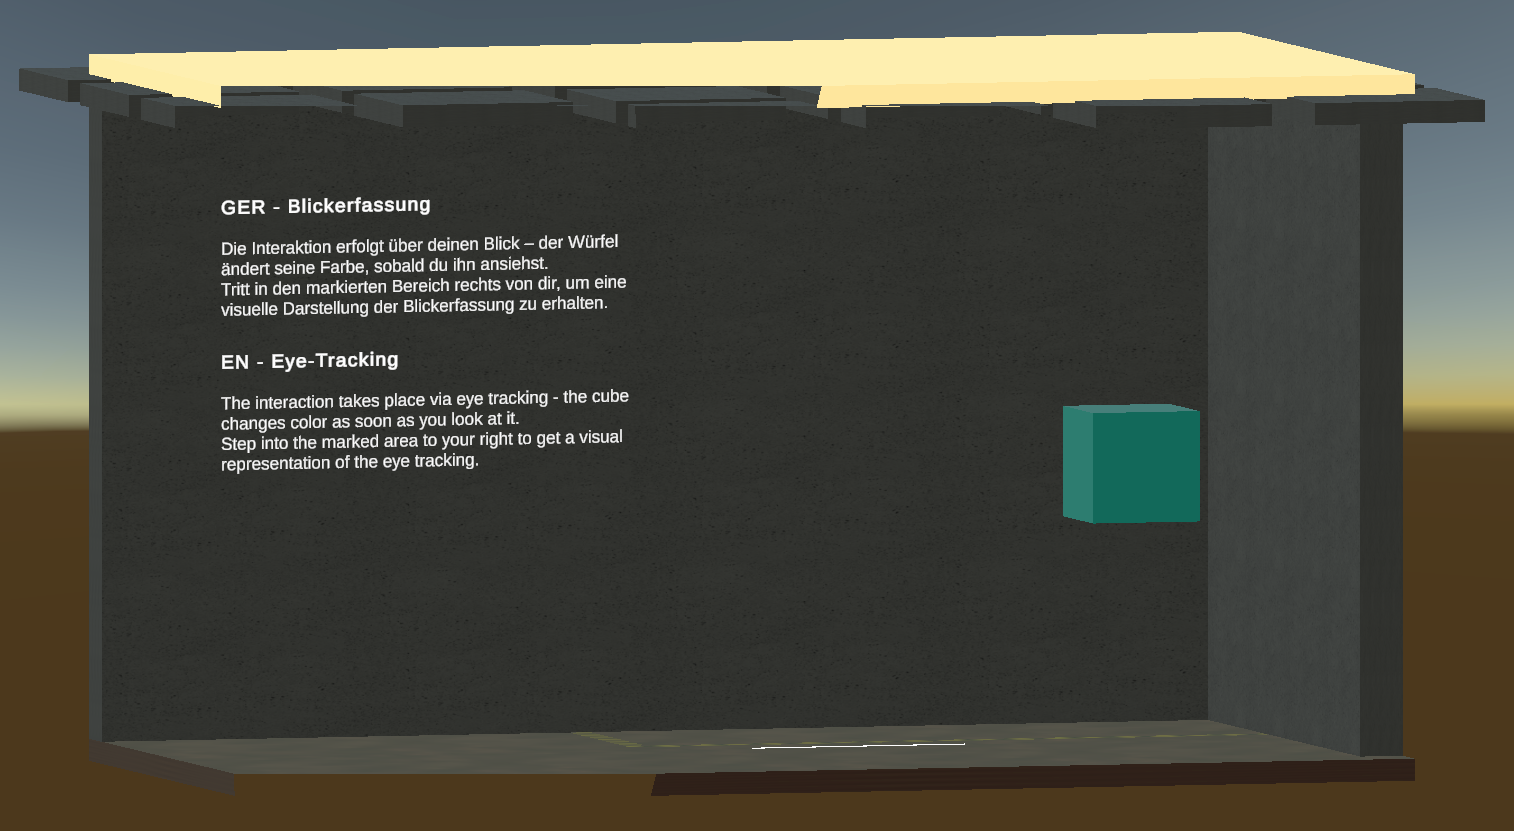 GER - Blickerfassung
Die Interaktion erfolgt über deinen Blick – der Würfel
ändert seine Farbe, sobald du ihn ansiehst.
Tritt in den markierten Bereich rechts von dir, um eine
visuelle Darstellung der Blickerfassung zu erhalten.
EN - Eye-Tracking
The interaction takes place via eye tracking - the cube
changes color as soon as you look at it.
Step into the marked area to your right to get a visual
representation of the eye tracking.